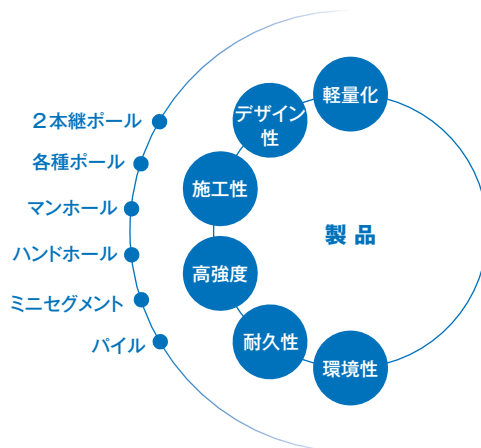 ２本継ポール
各種ポール
マンホール
ハンドホール
ミニセグメント
パイル
軽量化
デザイン
性
施工性
高強度
耐久性
環境性
製品